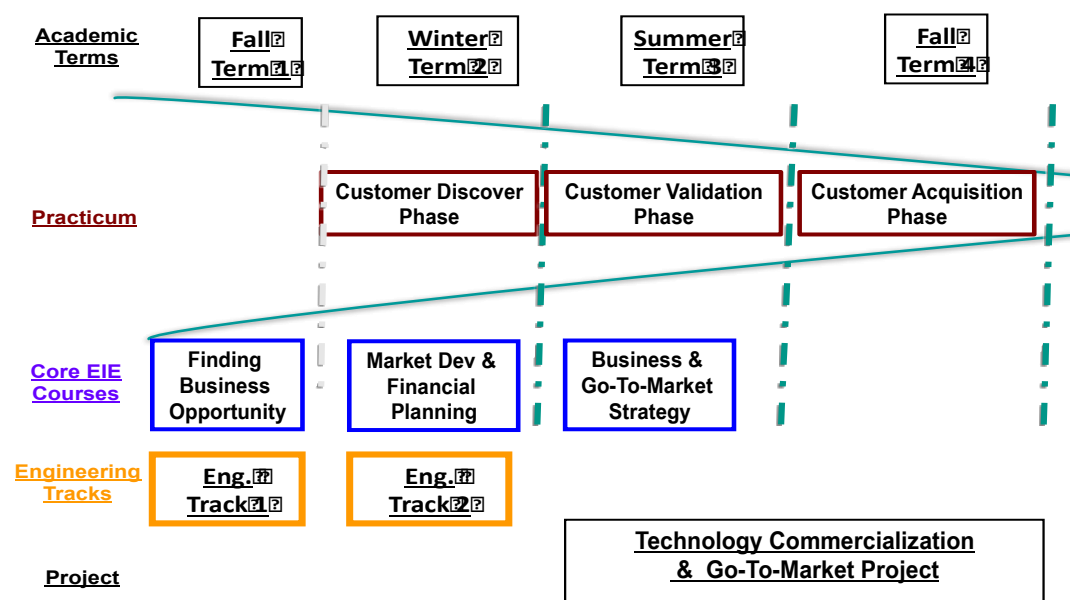 Academic
Terms
Fall
Term 1
Winter
Term 2
Summer
Term 3
Fall
Term 4
Practicum
Customer Discover
Phase
Customer Validation
Phase
Customer Acquisition
Phase
Core EIE
Courses
Finding
Business
Opportunity
Market Dev &
Financial
Planning
Business &
Go-To-Market
Strategy
Engineering
Tracks
Eng.
Track 1
Eng.
Track 2
Project
Technology Commercialization
& Go-To-Market Project